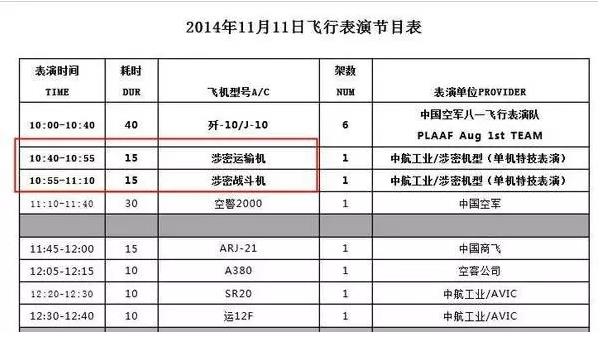 2014年11月11日飞行表演节目表
表演时间 耗时 飞机型号A/C 架数 表演单位PROVIDER
TIME DUR NUM
10:00-10:40 40 歼-10/J-10 6 中国空军八一飞行表演队
PLAAF Aug 1st TEAM
10:40-10:55 15 涉密运输机 1 中航工业/涉密机型（单机特技表演）
10:55-11:10 15 涉密战斗机 1 中航工业/涉密机型（单机特技表演）
11:10-11:40 30 空警2000 1 中国空军
11:45-12:00 15 ARJ-21 1 中国商飞
12:05-12:15 10 A380 1 空客公司
12:20-12:30 10 SR20 1 中航工业/AVIC
12:30-12:40 10 运12F 1 中航工业/AVIC